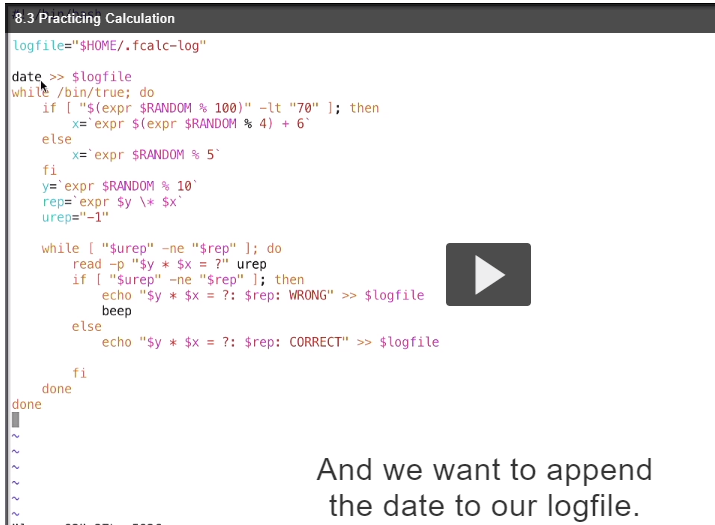 8.3 Practicing Calculation
logfile="$HOME/.fcalc-log"
date >> $logfile
while /bin/true; do
if [ "$(expr $RANDOM % 100)" -lt "70" ]; then
x=`expr $(expr $RANDOM % 4) + 6`
else
x=`expr $RANDOM % 5`
fi
y=`expr $RANDOM % 10`
rep=`expr $y \* $x`
urep="-1"
while [ "$urep" -ne "$rep" ]; do
read -p "$y * $x = ?" urep
if [ "$urep" -ne "$rep" ]; then
echo "$y * $x = ?: $rep: WRONG" >> $logfile
beep
else
echo "$y * $x = ?: $rep: CORRECT" >> $logfile
fi
done
done
~
~
~
~
~
~
And we want to append
the date to our logfile.